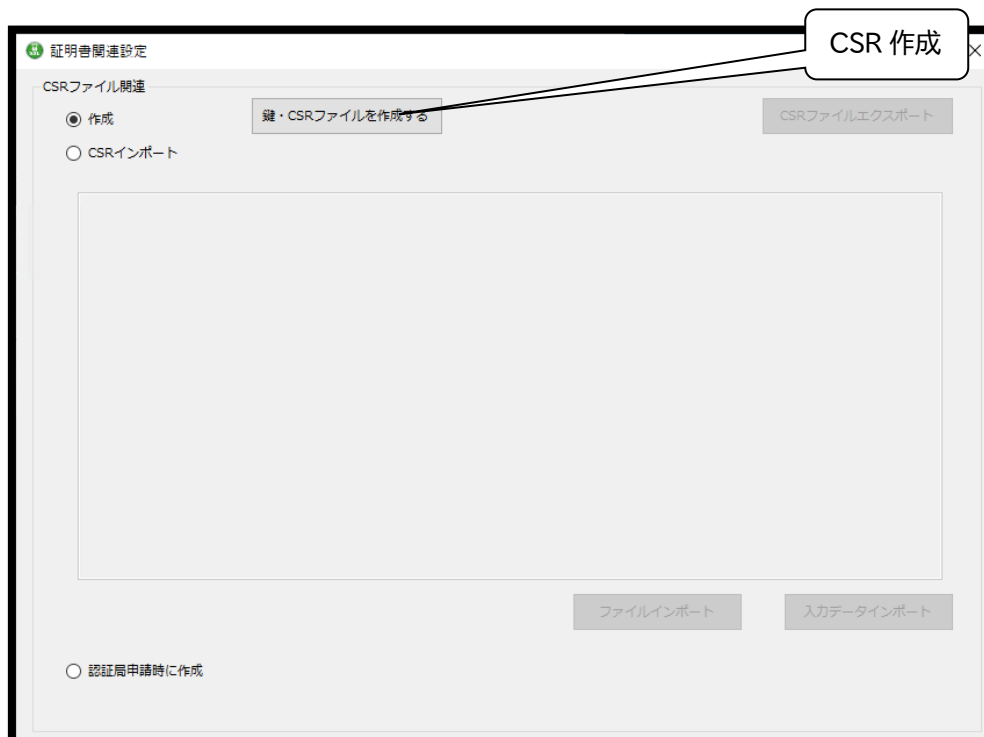 CSR 作成
証明書関連設定
CSRファイル関連
作成
鍵・CSRファイルを作成する
CSRファイルエクスポート
CSRインポート
ファイルインポート
入力データインポート
認証局申請時に作成